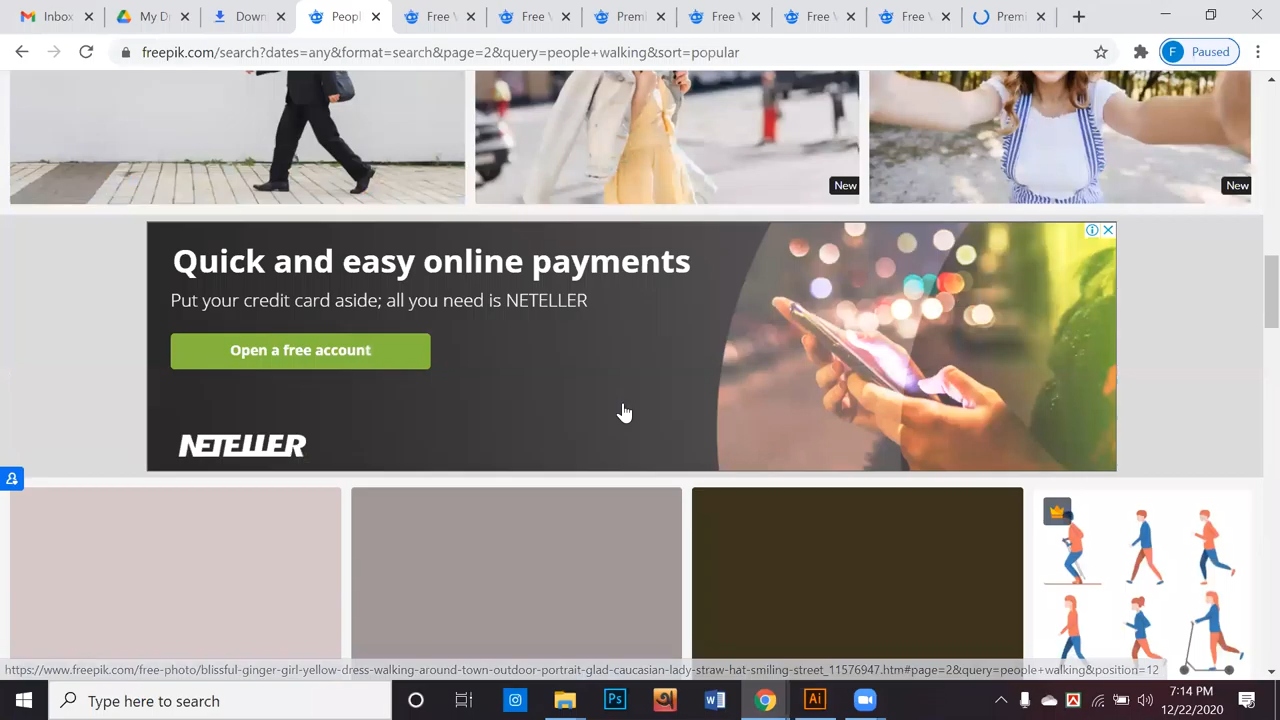 Inbox
My Dr
Down
Peopl
Free V
Free V
Premi
Free V
Free V
Free V
Premi
freepik.com/search?dates=any&format=search&page=2&query=people+walking&sort=popular
F Paused
New
New
Quick and easy online payments
Put your credit card aside; all you need is NETELLER
Open a free account
NETELLER
https://www.freepik.com/free-photo/blissful-ginger-girl-yellow-dress-walking-around-town-outdoor-portrait-glad-caucasian-lady-straw-hat-smiling-street_11576947.htm#page=2&query=people+walking&position=12
Type here to search
Ps
Ai
7:14 PM
12/22/2020